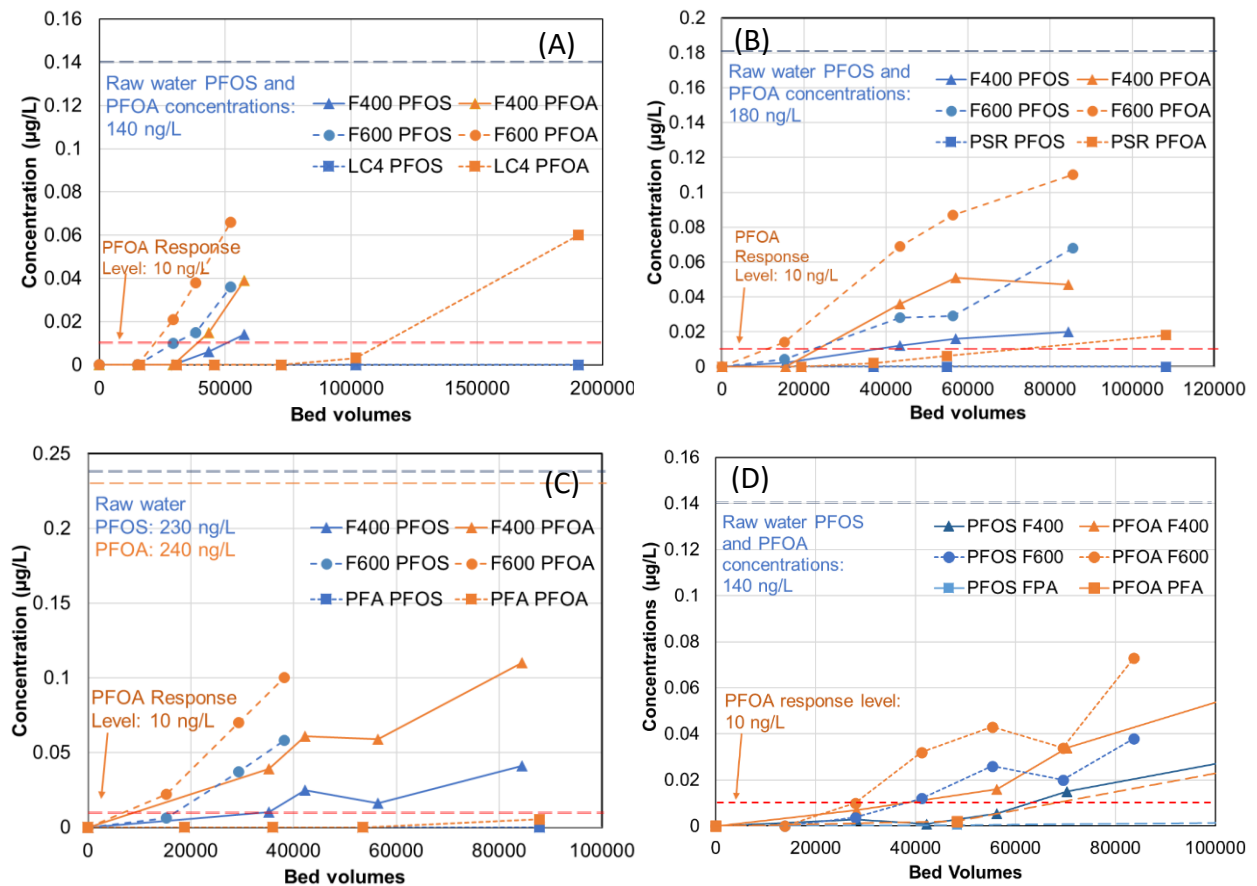 (A)
0.16
0.14
0.12
0.1
0.08
0.06
0.04
0.02
0
Concentration (µg/L)
Raw water PFOS and
PFOA concentrations:
140 ng/L
F400 PFOS
F400 PFOA
F600 PFOS
F600 PFOA
LC4 PFOS
LC4 PFOA
PFOA Response
Level: 10 ng/L
0
50000
100000
150000
200000
Bed volumes
(B)
0.2
0.18
0.16
0.14
0.12
0.1
0.08
0.06
0.04
0.02
0
Concentration (µg/L)
Raw water PFOS and
PFOA concentrations:
180 ng/L
F400 PFOS
F400 PFOA
F600 PFOS
F600 PFOA
PSR PFOS
PSR PFOA
PFOA
Response
Level: 10 ng/L
0
20000
40000
60000
80000
100000
120000
Bed volumes
(C)
0.25
0.2
0.15
0.1
0.05
0
Concentration (µg/L)
Raw water
PFOS: 230 ng/L
PFOA: 240 ng/L
F400 PFOS
F400 PFOA
F600 PFOS
F600 PFOA
PFA PFOS
PFA PFOA
PFOA Response
Level: 10 ng/L
0
20000
40000
60000
80000
100000
Bed volumes
(D)
0.16
0.14
0.12
0.1
0.08
0.06
0.04
0.02
0
Concentrations (µg/L)
Raw water PFOS
and PFOA
concentrations:
140 ng/L
PFOS F400
PFOA F400
PFOS F600
PFOA F600
PFOS FPA
PFOA PFA
PFOA response level:
10 ng/L
0
20000
40000
60000
80000
100000
Bed Volumes